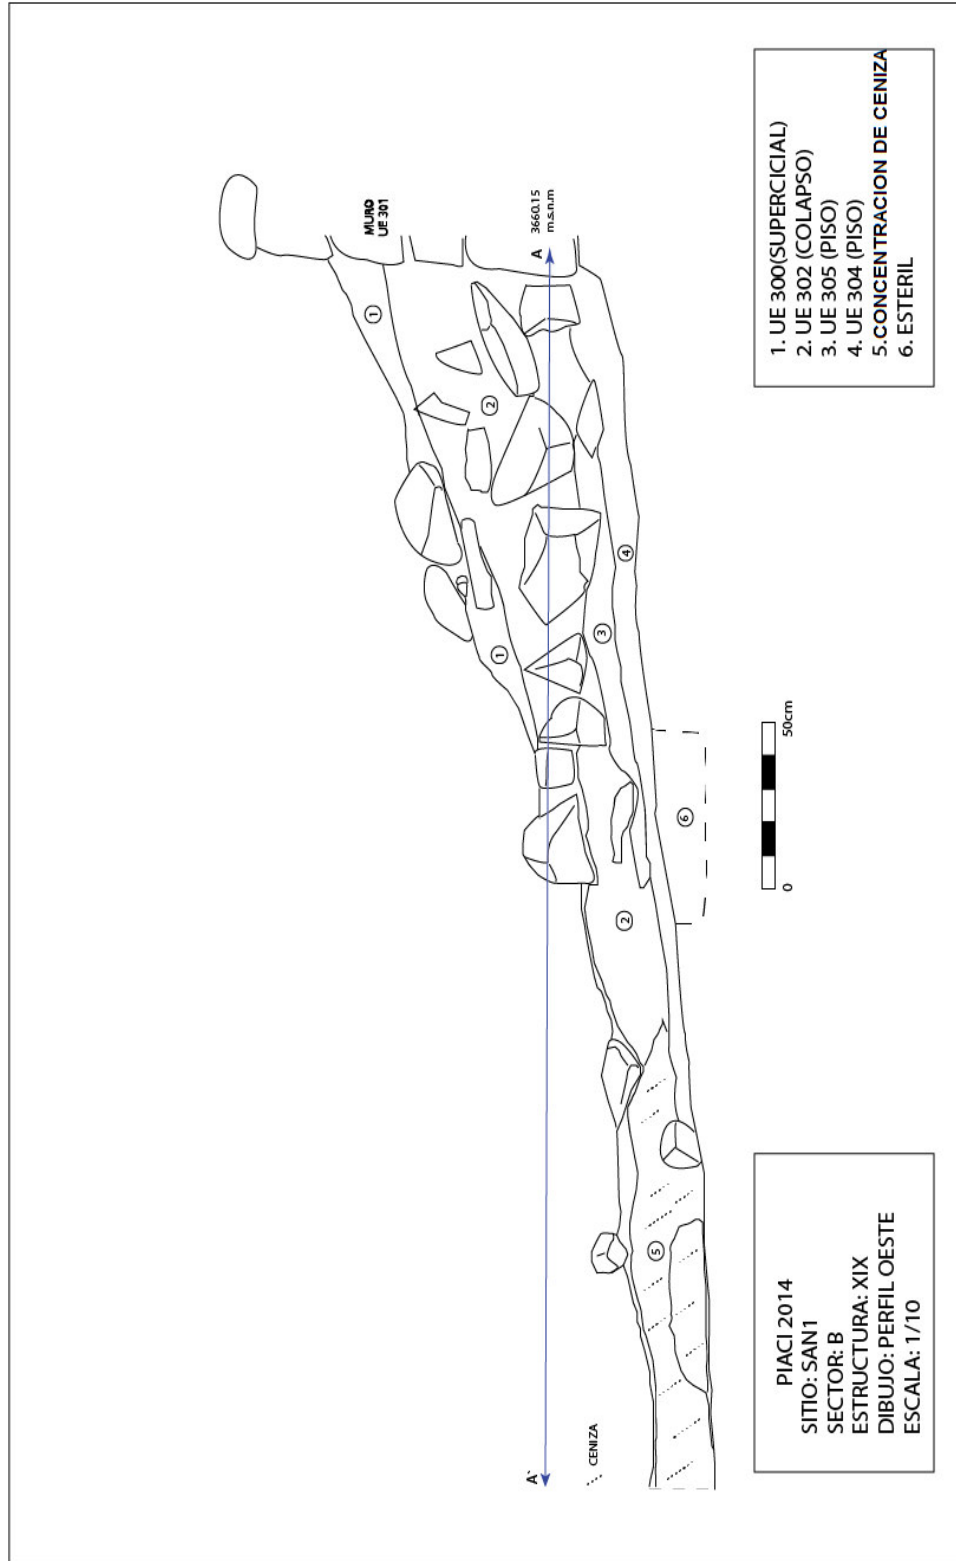 MURO
UE 301
A`
A
3660.15
m.s.n.m
1
1
2
2
3
4
5
6
CENIZA
0
50cm
PIACI 2014
SITIO: SAN1
SECTOR: B
ESTRUCTURA: XIX
DIBUJO: PERFIL OESTE
ESCALA: 1/10
1. UE 300(SUPERCICIAL)
2. UE 302 (COLAPSO)
3. UE 305 (PISO)
4. UE 304 (PISO)
5.CONCENTRACION DE CENIZA
6. ESTERIL